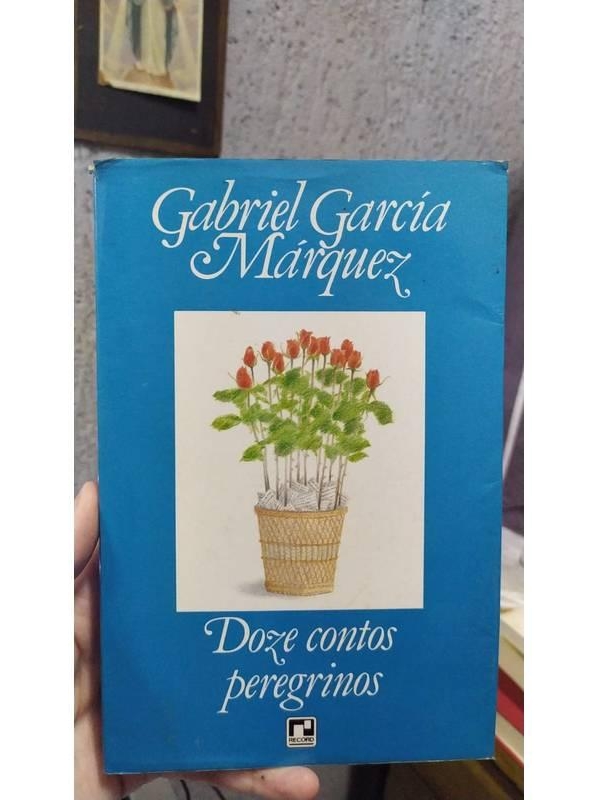 Gabriel García
Márquez
Doze contos
peregrinos
RECORD